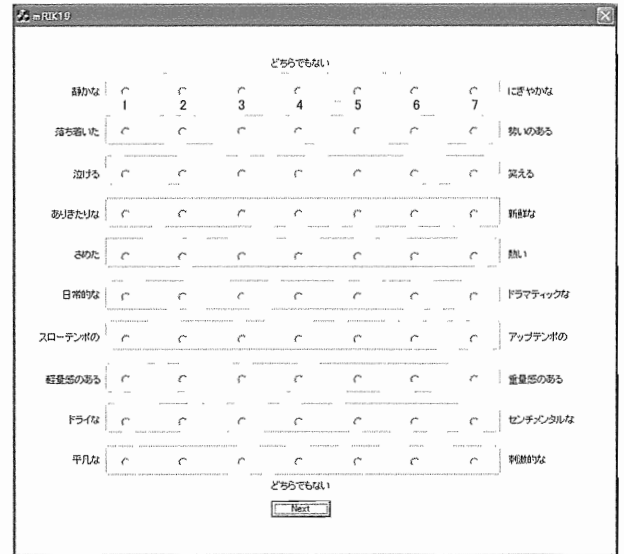 mRIK19
どちらでもない
静かな にぎやかな
1 2 3 4 5 6 7
落ち着いた 勢いのある
泣ける 笑える
ありきたりな 新鮮な
さめた 熱い
日常的な ドラマティックな
スローテンポの アップテンポの
軽量感のある 重量感のある
ドライな センチメンタルな
平凡な 刺激的な
どちらでもない
Next